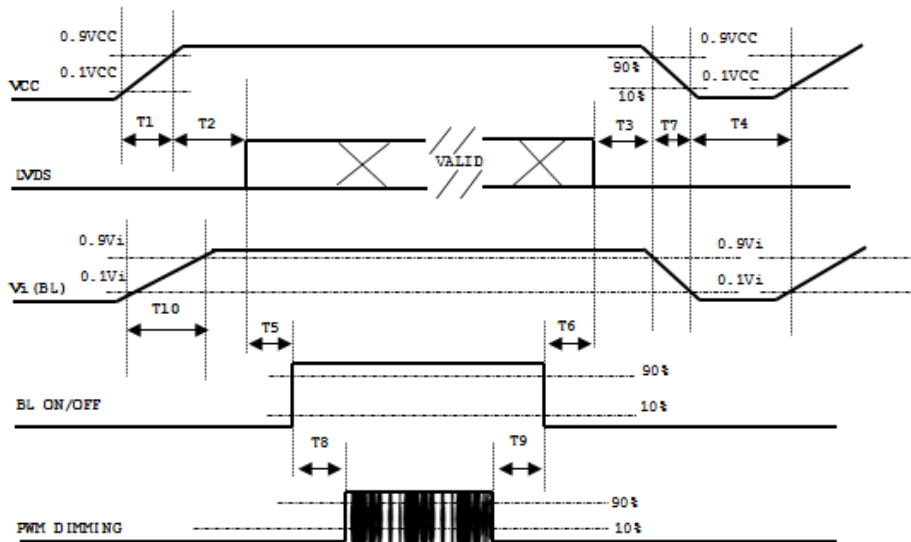 0.9VCC 0.9VCC
90%
0.1VCC 0.1VCC
VCC 10%
T1 T2 T3 T7 T4
VALID
LVDS
0.9Vi 0.9Vi
0.1Vi 0.1Vi
Vi(BL)
T10
T5 T6
90%
BL ON/OFF 10%
T8 T9
90%
PWM DIMMING 10%